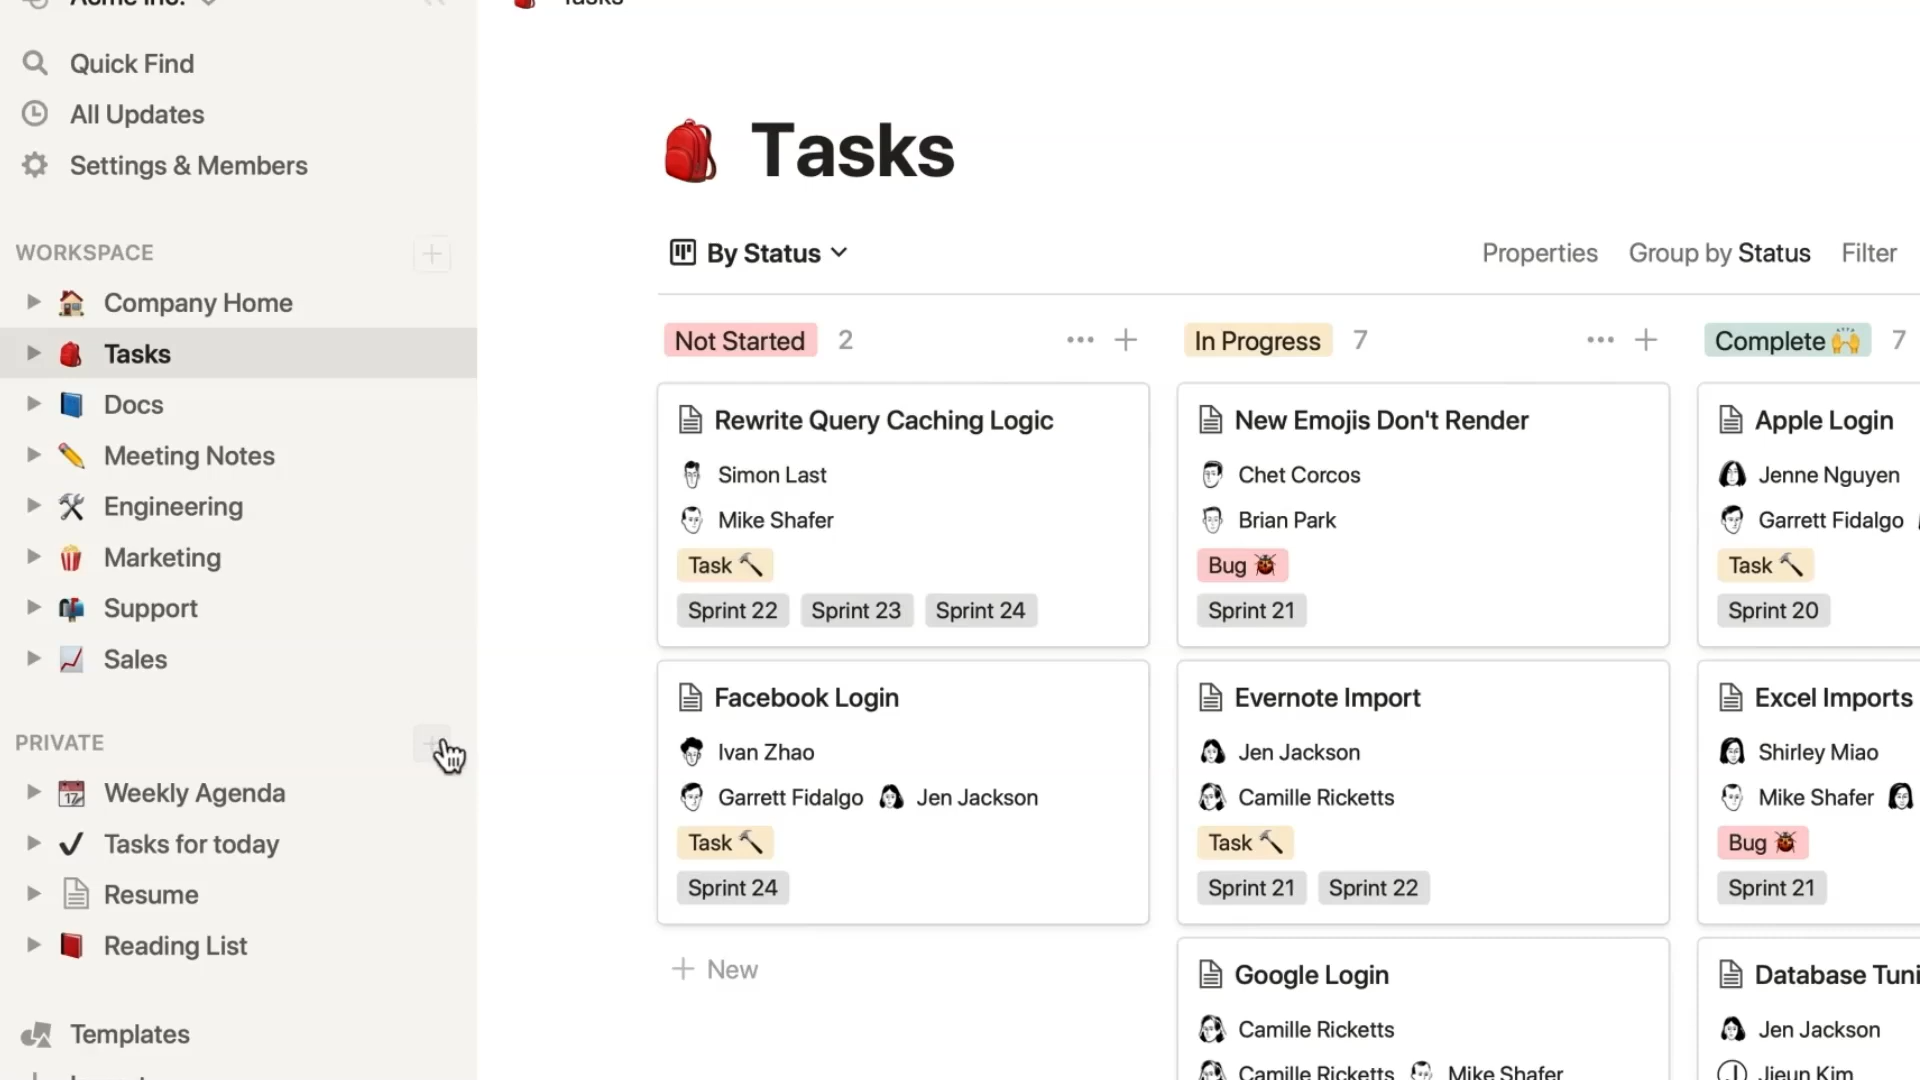 Acme Inc.
Tasks
Quick Find
All Updates
Settings & Members
WORKSPACE
Company Home
Tasks
Docs
Meeting Notes
Engineering
Marketing
Support
Sales
PRIVATE
Weekly Agenda
Tasks for today
Resume
Reading List
Templates
Tasks
By Status
Properties Group by Status Filter
Not Started 2
Rewrite Query Caching Logic
Simon Last
Mike Shafer
Task
Sprint 22 Sprint 23 Sprint 24
Facebook Login
Ivan Zhao
Garrett Fidalgo Jen Jackson
Task
Sprint 24
New
In Progress 7
New Emojis Don't Render
Chet Corcos
Brian Park
Bug
Sprint 21
Evernote Import
Jen Jackson
Camille Ricketts
Task
Sprint 21 Sprint 22
Google Login
Camille Ricketts
Camille Ricketts Mike Shafer
Complete 7
Apple Login
Jenne Nguyen
Garrett Fidalgo
Task
Sprint 20
Excel Imports
Shirley Miao
Mike Shafer
Bug
Sprint 21
Database Tuni
Jen Jackson
Jieun Kim